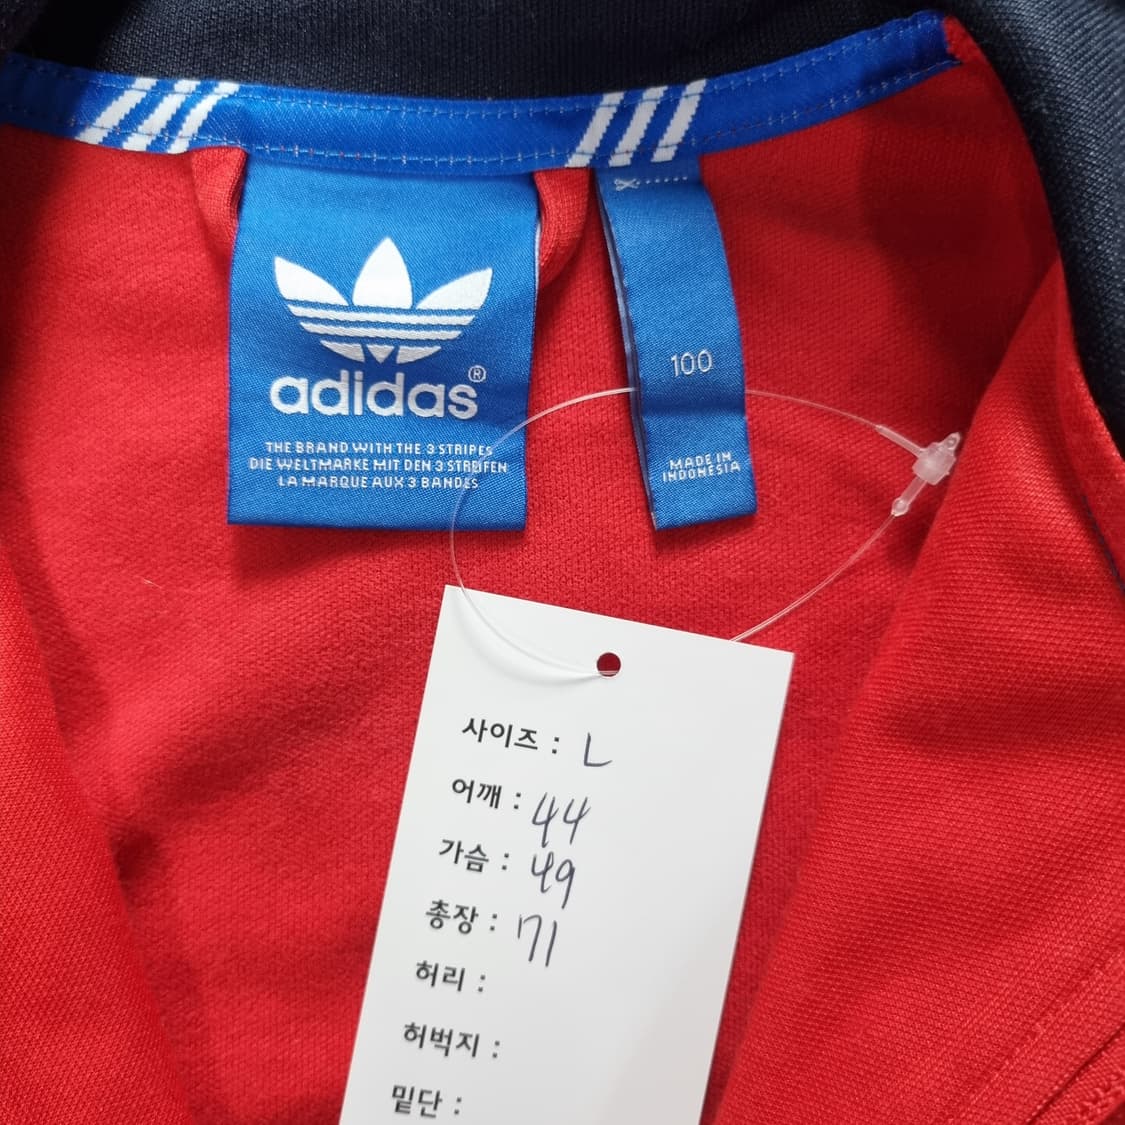 adidas®
THE BRAND WITH THE 3 STRIPES
DIE WELTMARKE MIT DEN 3 STREIFEN
LA MARQUE AUX 3 BANDES
100
MADE IN
INDONESIA
사이즈 : L
어깨 : 44
가슴 : 49
총장 : 71
허리 :
허벅지 :
밑단 :